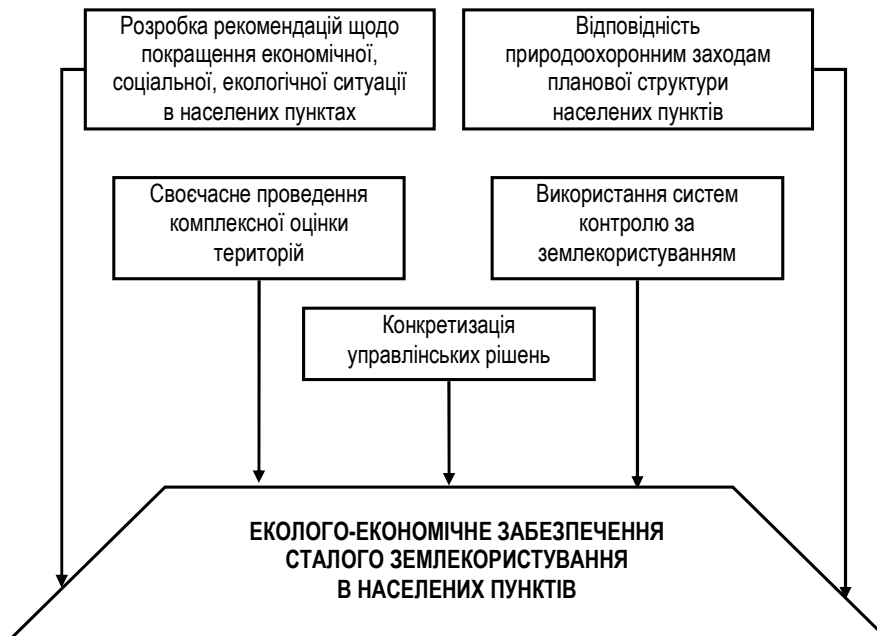 Розробка рекомендацій щодо
покращення економічної,
соціальної, екологічної ситуації
в населених пунктах
Відповідність
природоохоронним заходам
планової структури
населених пунктів
Своєчасне проведення
комплексної оцінки
територій
Використання систем
контролю за
землекористуванням
Конкретизація
управлінських рішень
ЕКОЛОГО-ЕКОНОМІЧНЕ ЗАБЕЗПЕЧЕННЯ
СТАЛОГО ЗЕМЛЕКОРИСТУВАННЯ
В НАСЕЛЕНИХ ПУНКТІВ